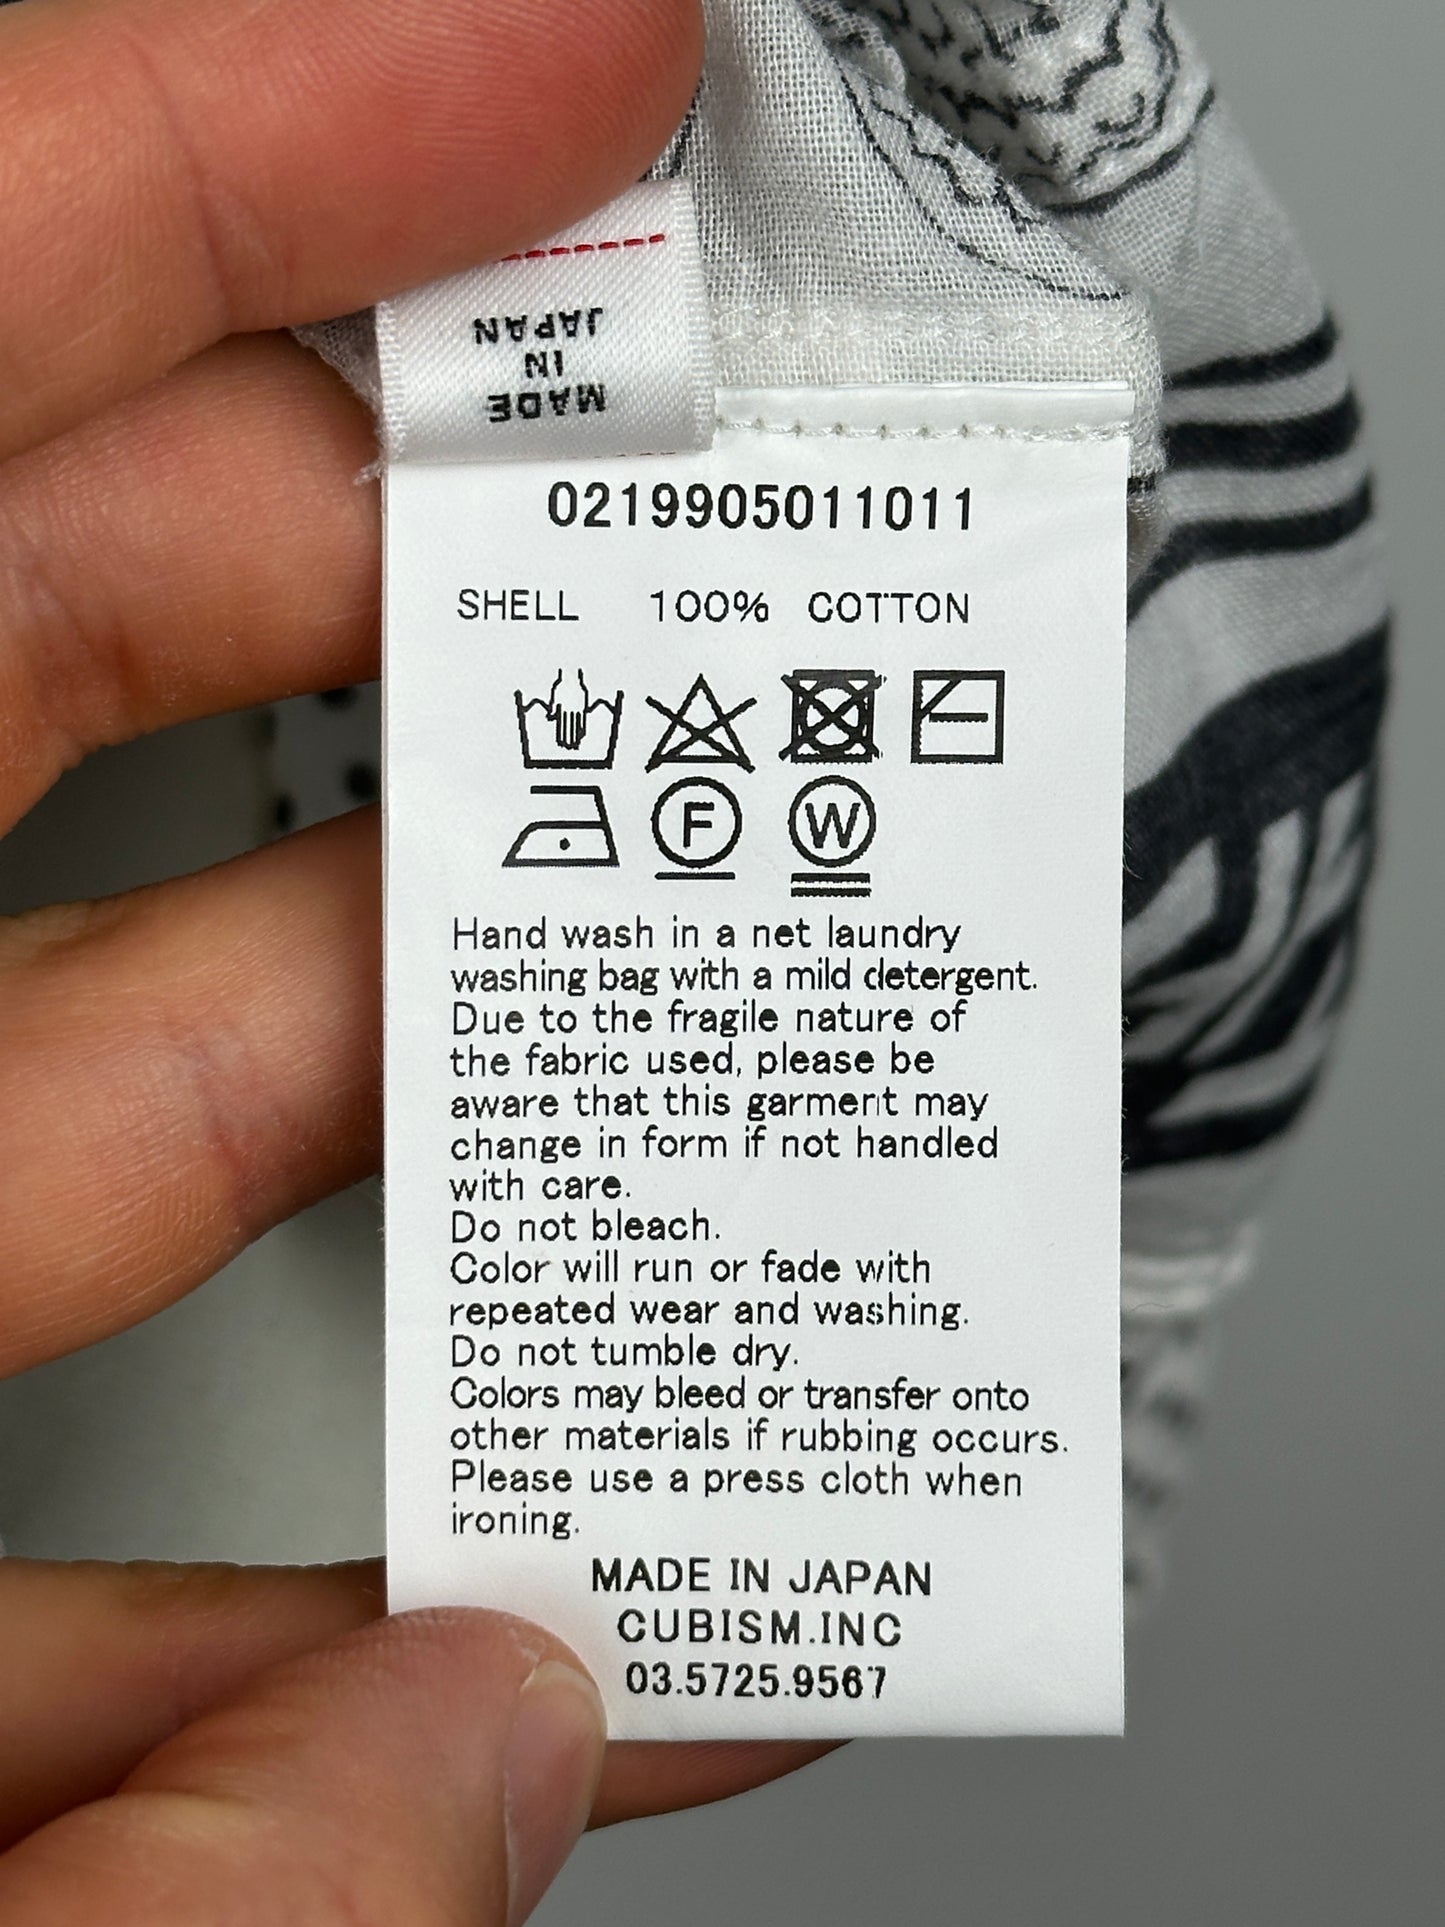 MADE
IN
JAPAN
0219905011011
SHELL 100% COTTON
F W
Hand wash in a net laundry
washing bag with a mild detergent.
Due to the fragile nature of
the fabric used, please be
aware that this garment may
change in form if not handled
with care.
Do not bleach.
Color will run or fade with
repeated wear and washing.
Do not tumble dry.
Colors may bleed or transfer onto
other materials if rubbing occurs.
Please use a press cloth when
ironing.
MADE IN JAPAN
CUBISM.INC
03.5725.9567